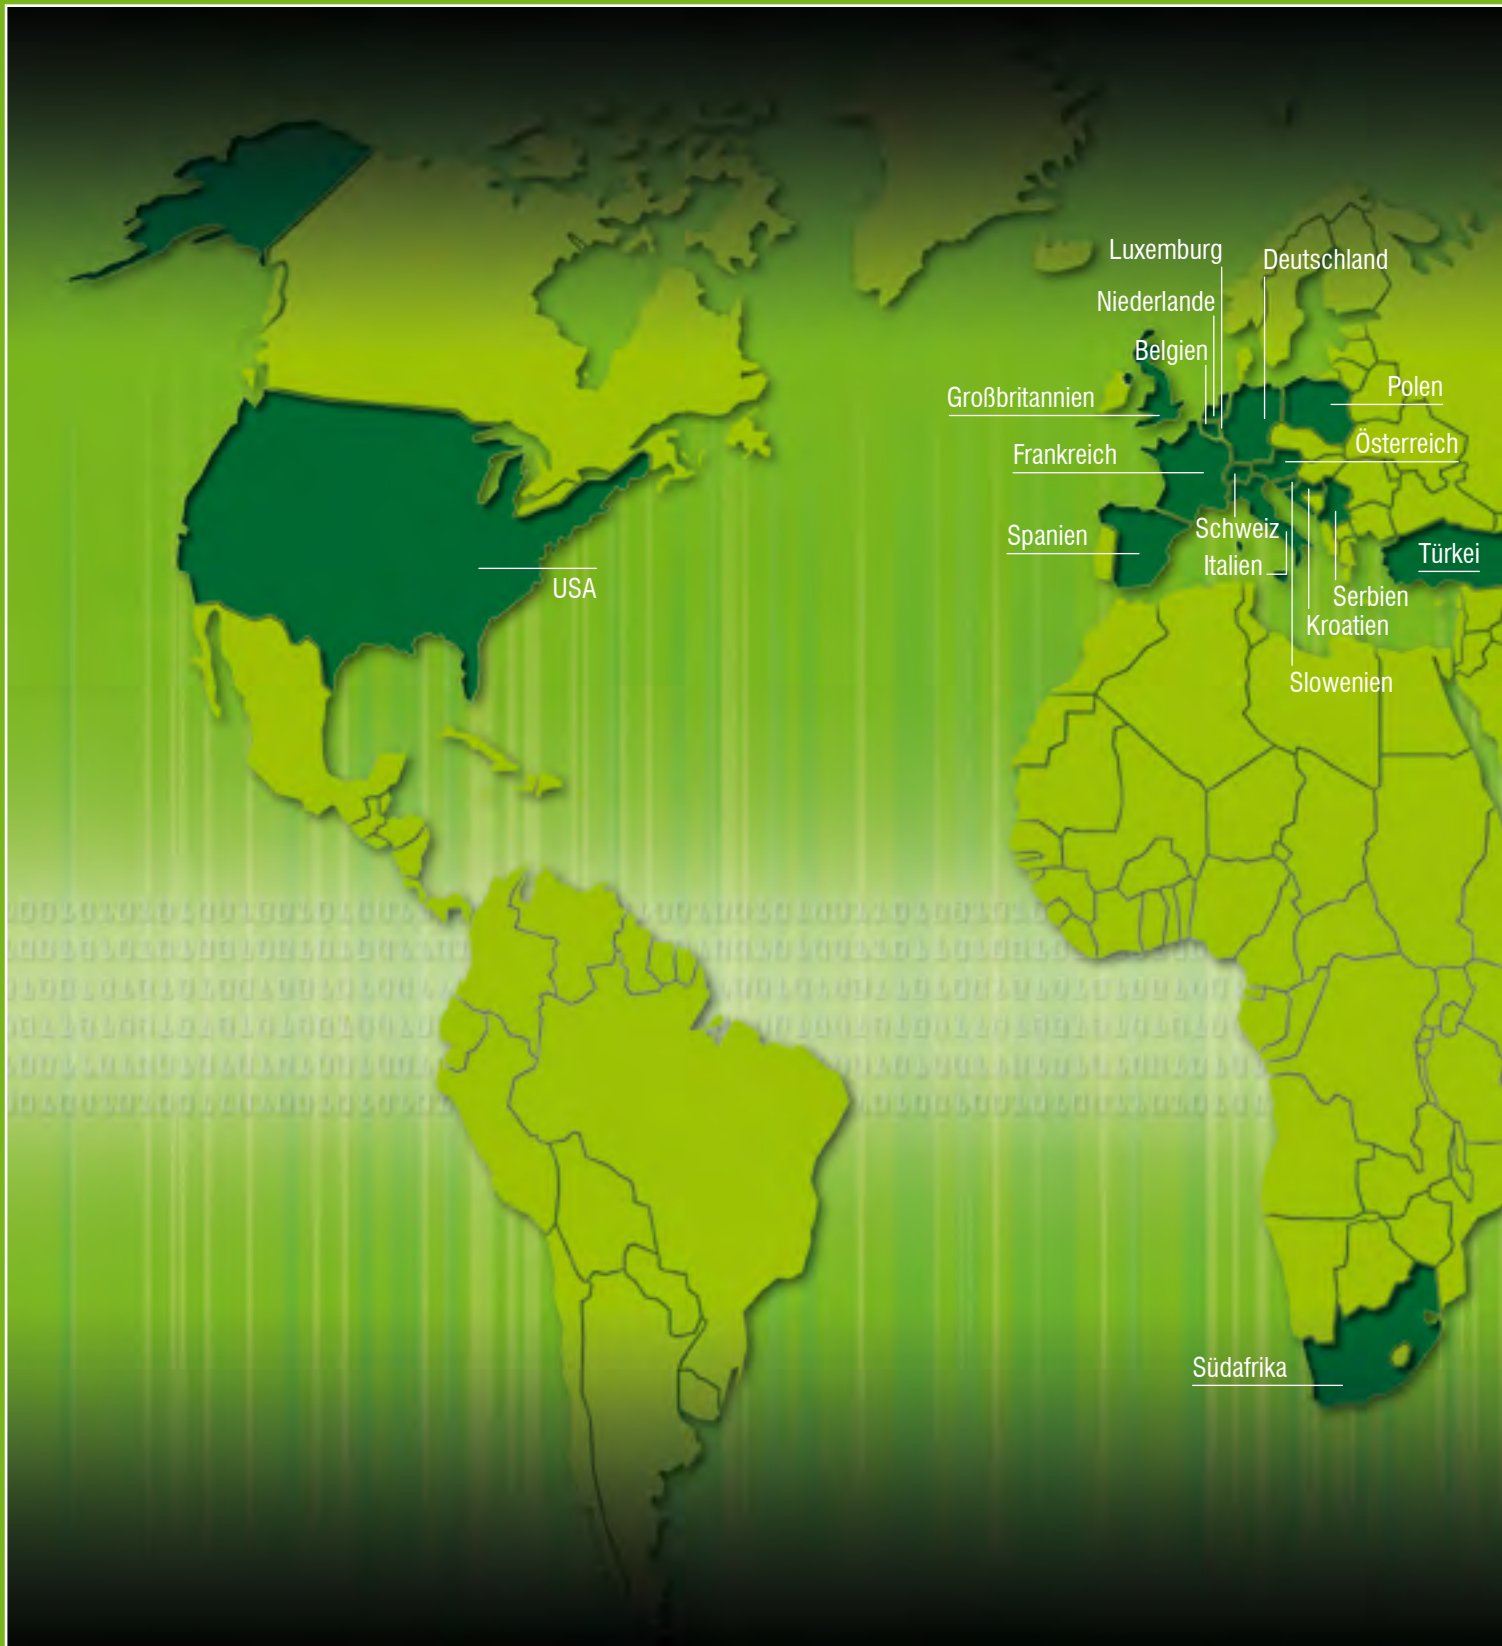 Luxemburg
Deutschland
Niederlande
Belgien
Großbritannien
Polen
Frankreich
Österreich
Spanien
Schweiz
Italien
Türkei
USA
Serbien
Kroatien
Slowenien
Südafrika